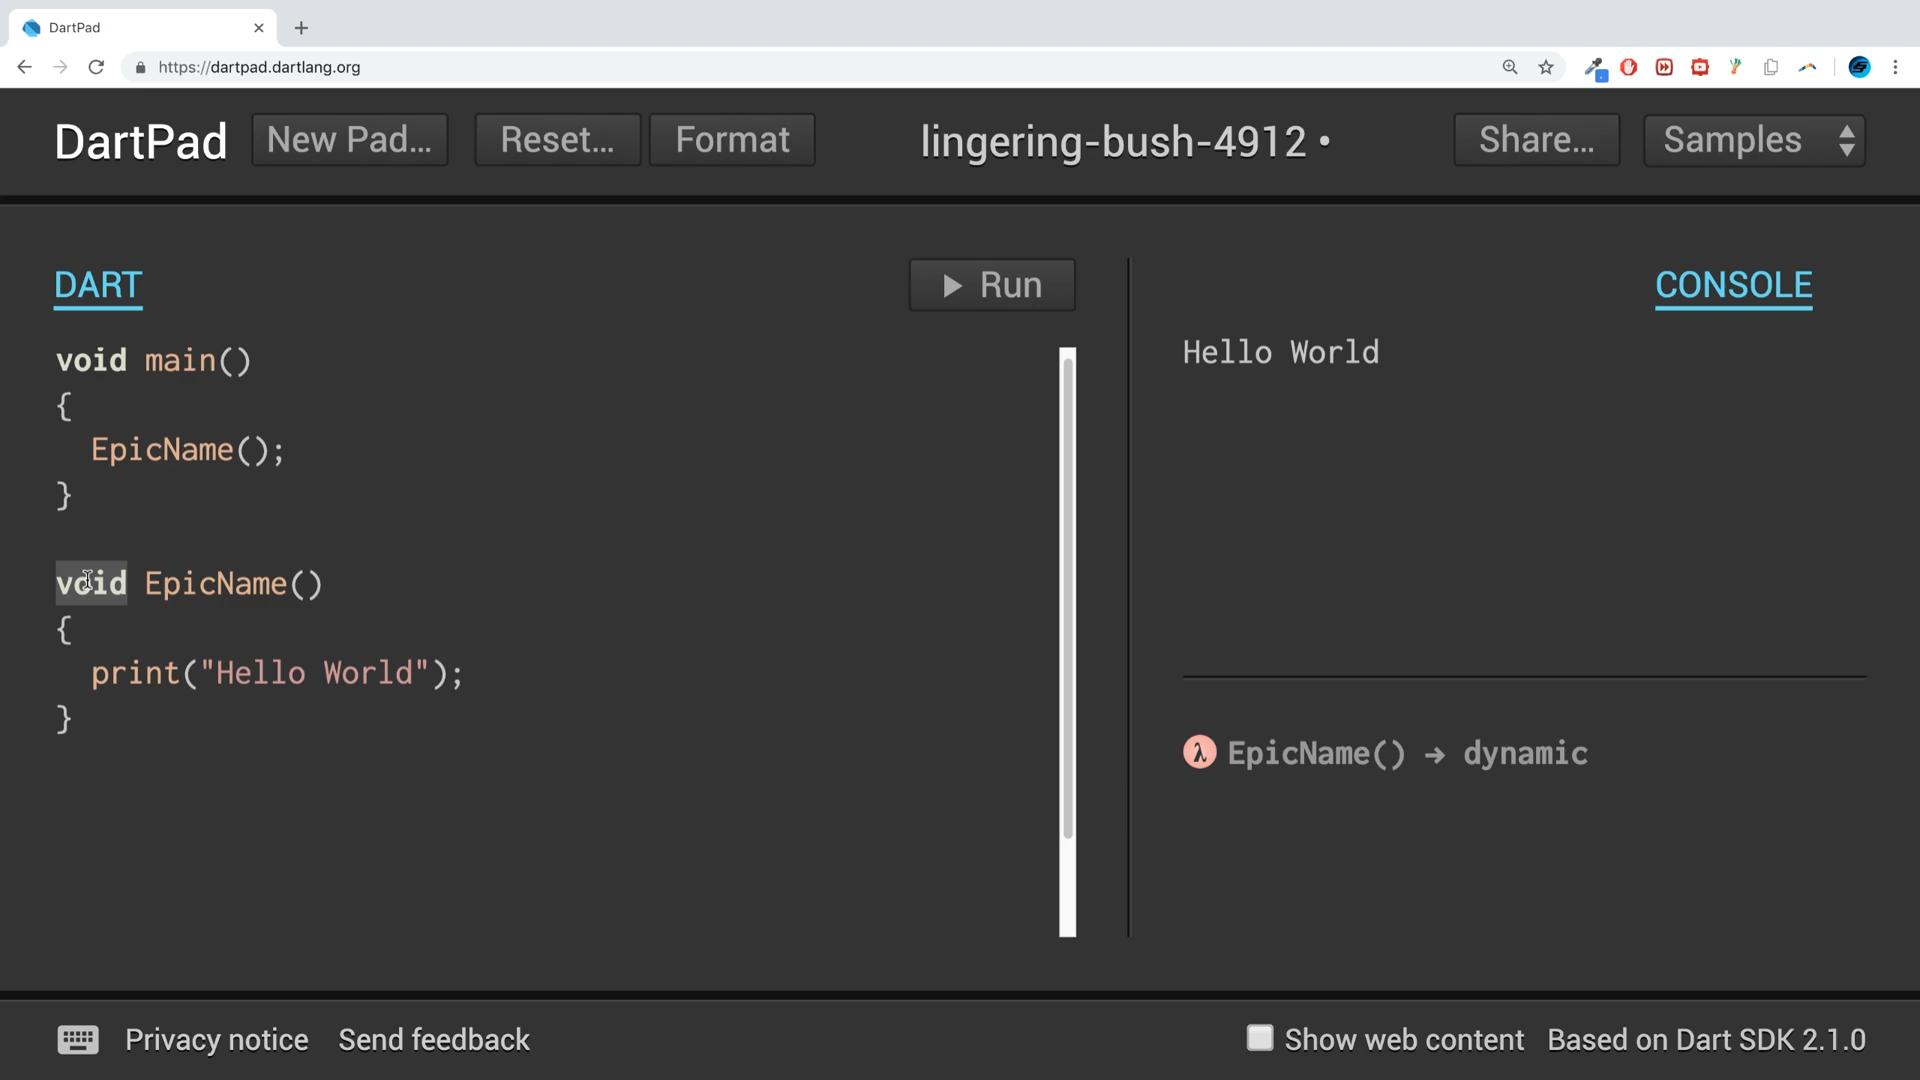 DartPad
https://dartpad.dartlang.org
DartPad New Pad... Reset... Format lingering-bush-4912 • Share... Samples
DART Run CONSOLE
void main()
{
  EpicName();
}
void EpicName()
{
  print("Hello World");
}
Hello World
λ EpicName() → dynamic
Privacy notice Send feedback Show web content Based on Dart SDK 2.1.0